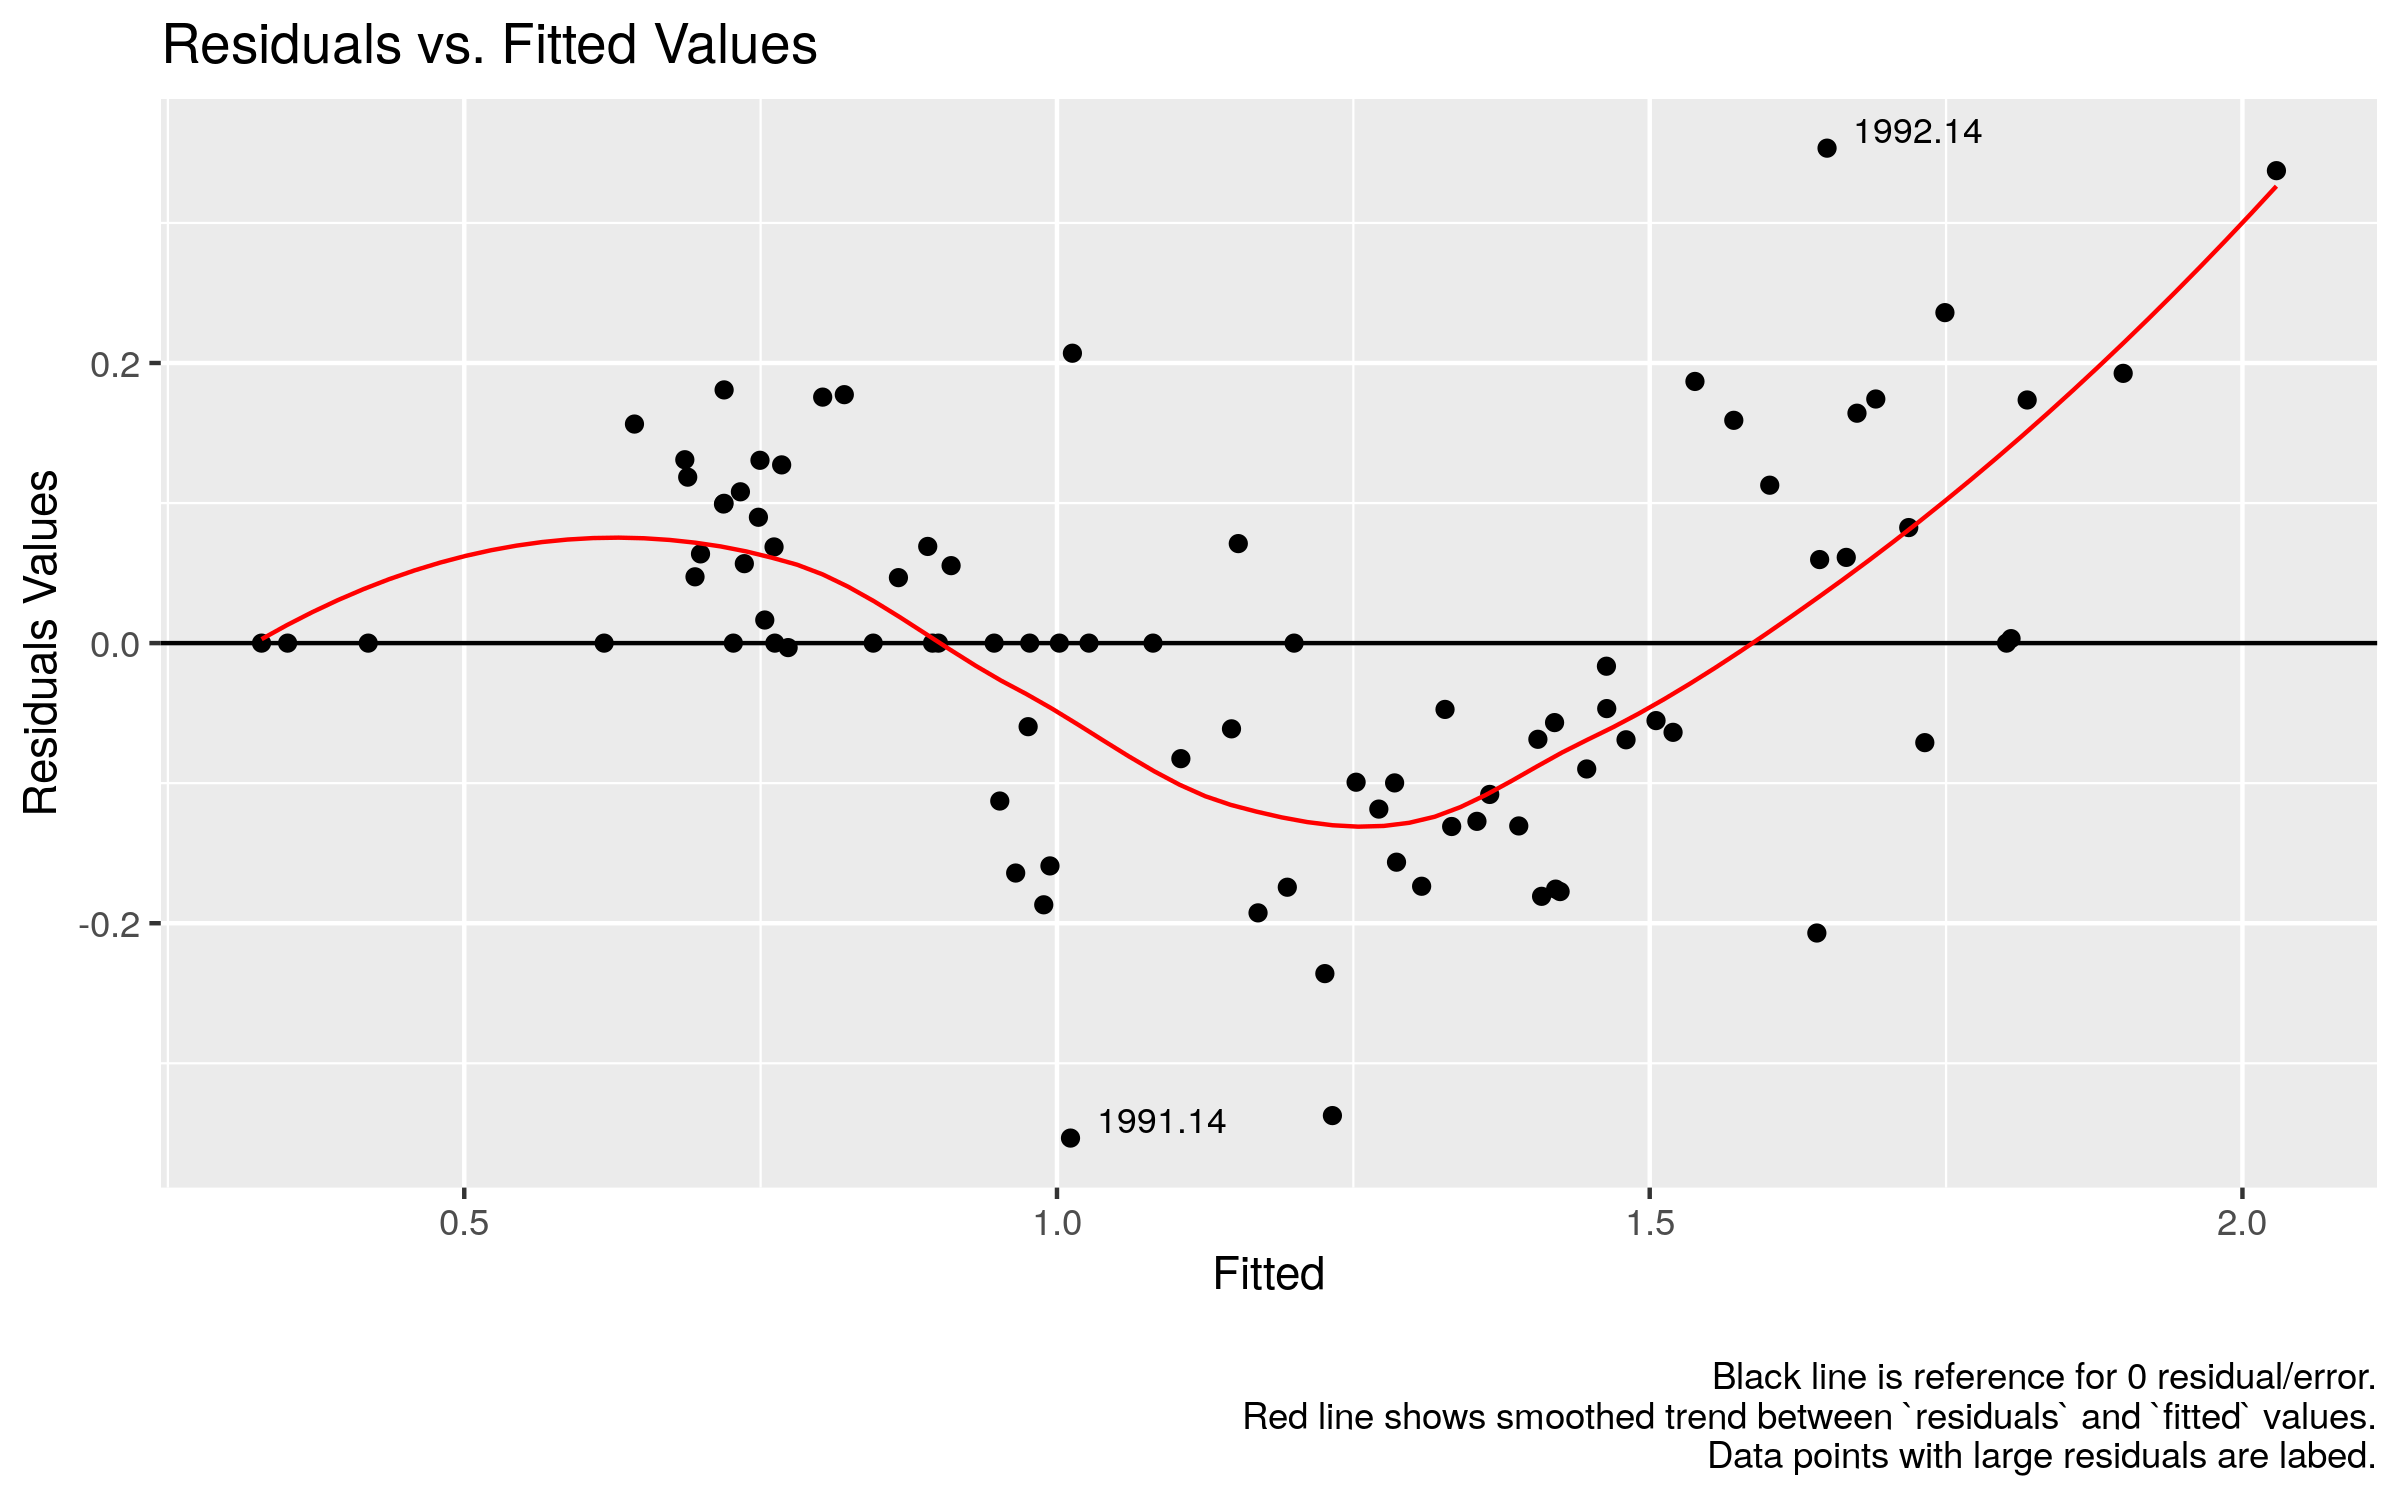 Residuals vs. Fitted Values
1992.14
0.2
0.0
-0.2
Residuals Values
1991.14
0.5 1.0 1.5 2.0
Fitted
Black line is reference for 0 residual/error.
Red line shows smoothed trend between `residuals` and `fitted` values.
Data points with large residuals are labed.